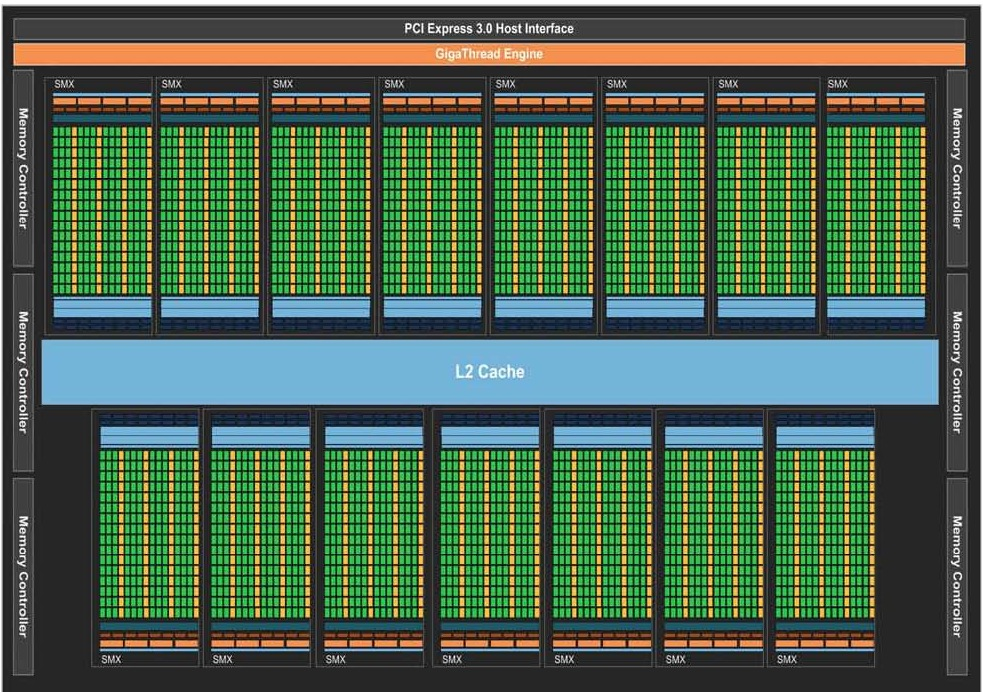 PCI Express 3.0 Host Interface
GigaThread Engine
SMX
SMX
SMX
SMX
SMX
SMX
SMX
SMX
Memory Controller
Memory Controller
Memory Controller
Memory Controller
Memory Controller
Memory Controller
L2 Cache
SMX
SMX
SMX
SMX
SMX
SMX
SMX